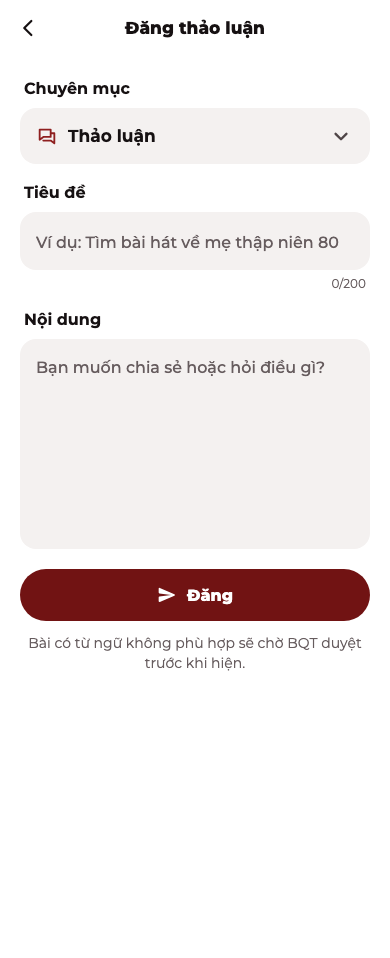 Đăng thảo luận
Chuyên mục
Thảo luận
Tiêu đề
Ví dụ: Tìm bài hát về mẹ thập niên 80
0/200
Nội dung
Bạn muốn chia sẻ hoặc hỏi điều gì?
Đăng
Bài có từ ngữ không phù hợp sẽ chờ BQT duyệt
trước khi hiện.